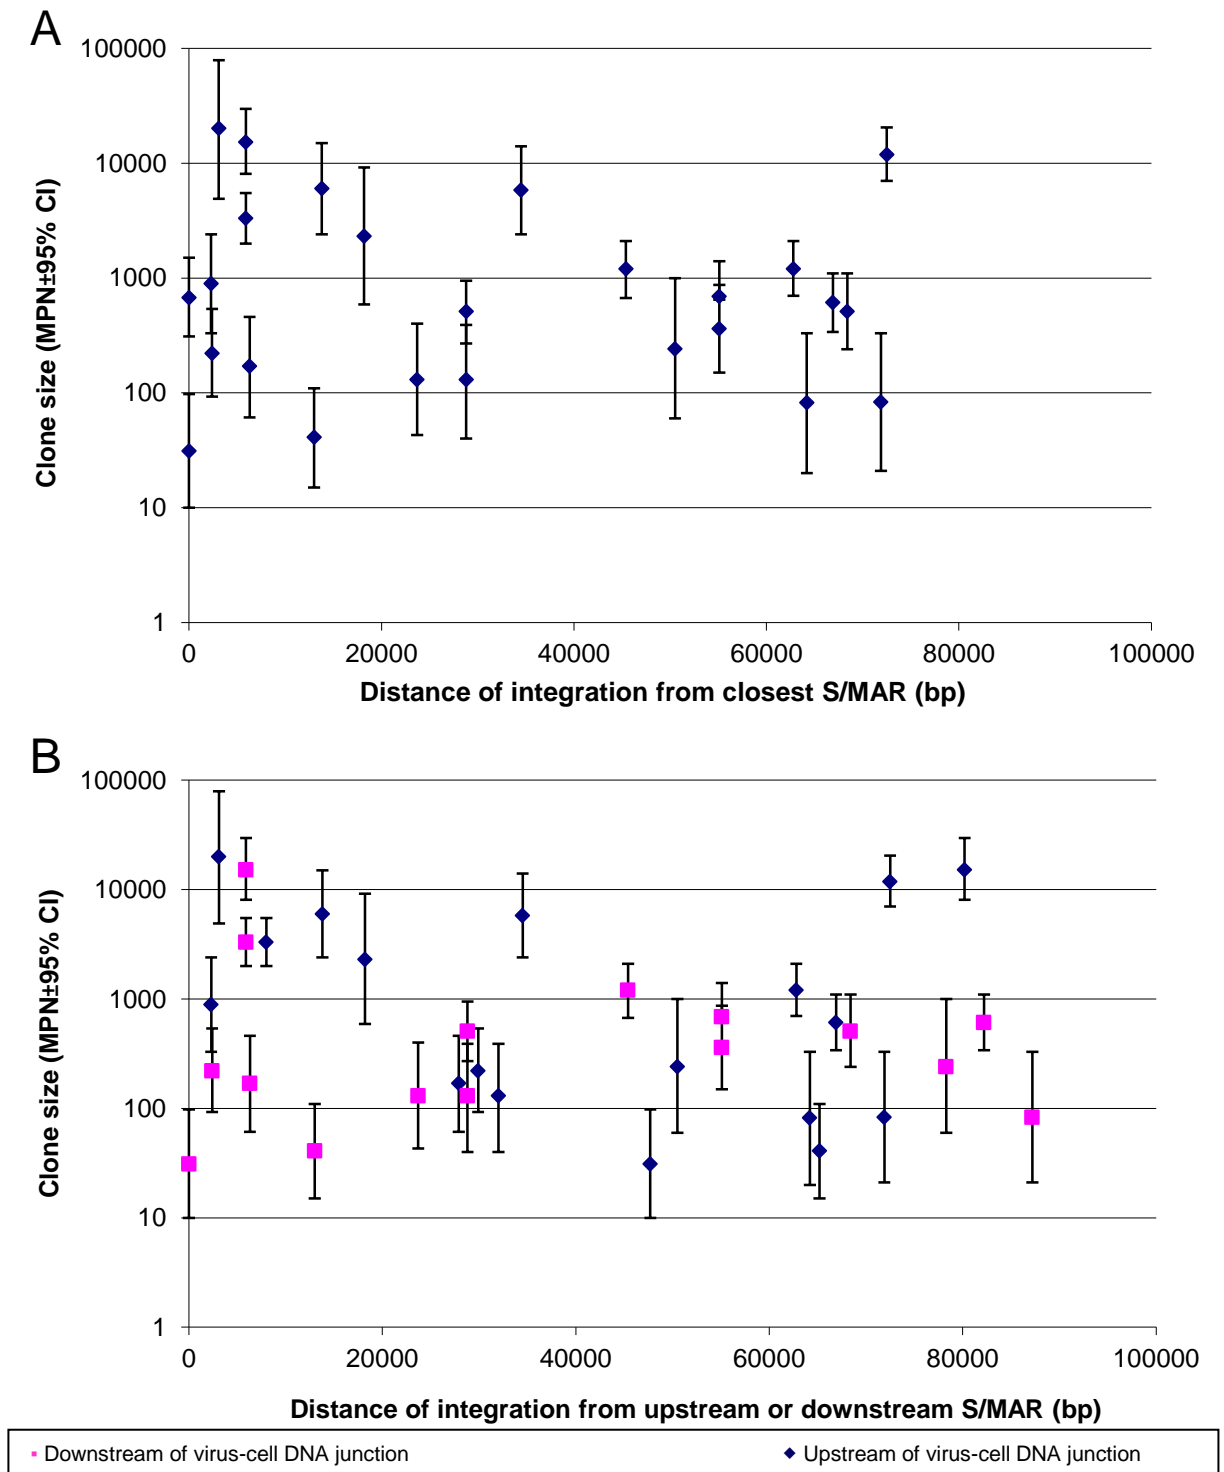 A
100000
10000
1000
100
10
1
Clone size (MPN±95% CI)
0 20000 40000 60000 80000 100000
Distance of integration from closest S/MAR (bp)
B
100000
10000
1000
100
10
1
Clone size (MPN±95% CI)
0 20000 40000 60000 80000 100000
Distance of integration from upstream or downstream S/MAR (bp)
Downstream of virus-cell DNA junction
Upstream of virus-cell DNA junction